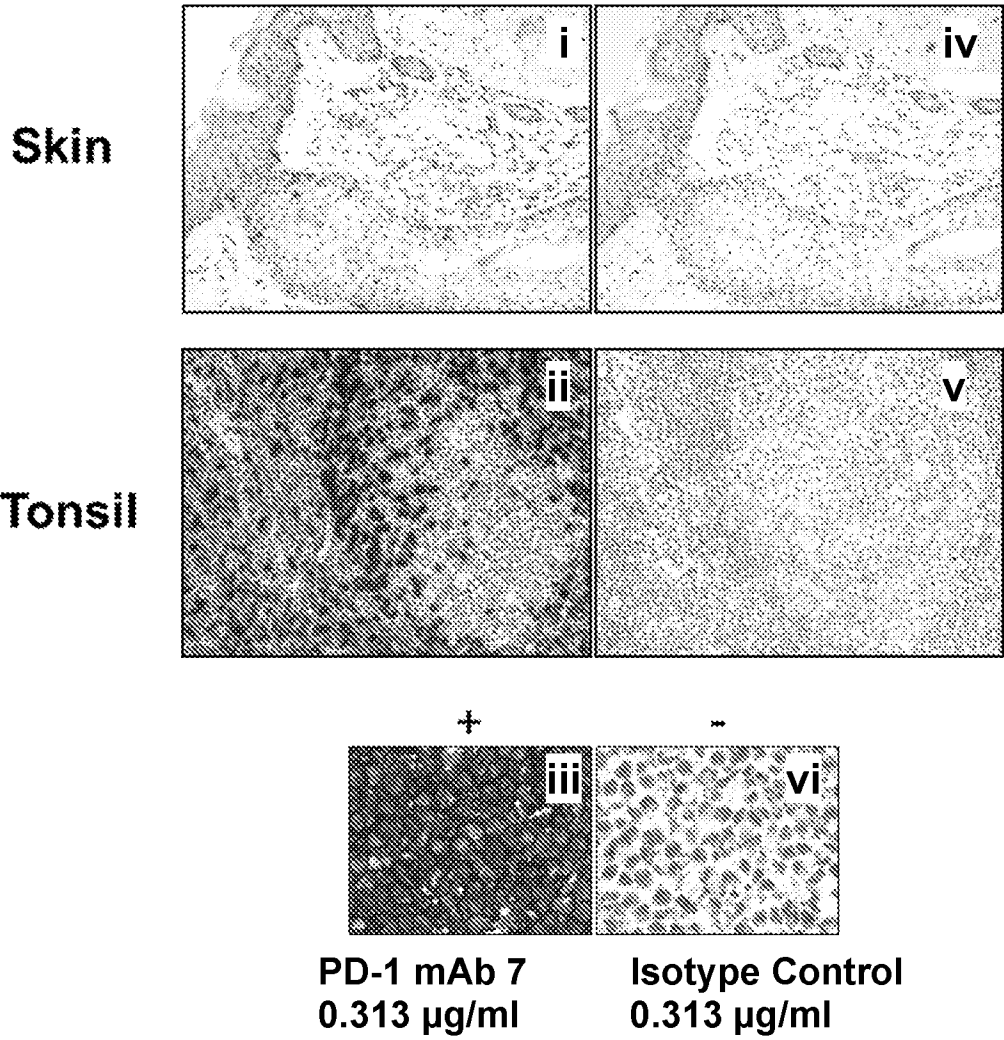 Skin
i
iv
Tonsil
ii
v
+
-
iii
vi
PD-1 mAb 7
0.313 µg/ml
Isotype Control
0.313 µg/ml